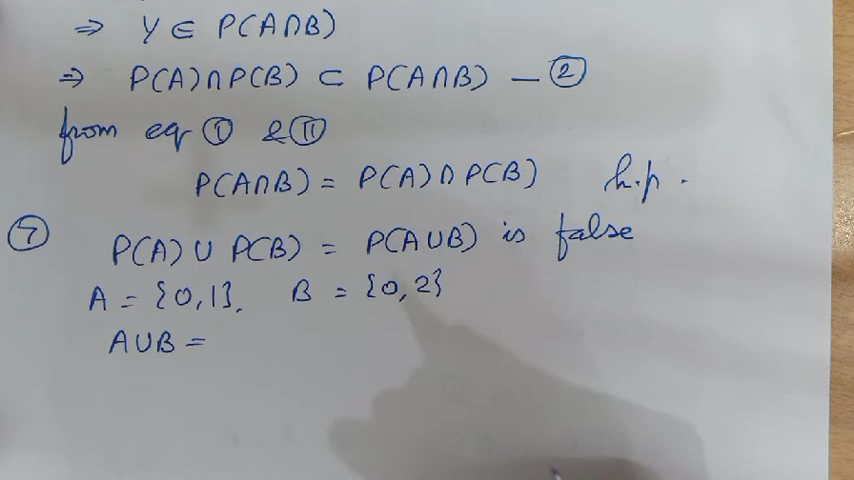 ⇒ Y ∈ P(A∩B)
⇒ P(A)∩P(B) ⊂ P(A∩B) — ②
from eq ① & ⑪
P(A∩B) = P(A)∩P(B) h.p.
⑦ P(A) ∪ P(B) = P(A∪B) is false
A = {0,1}, B = {0,2}
A∪B =